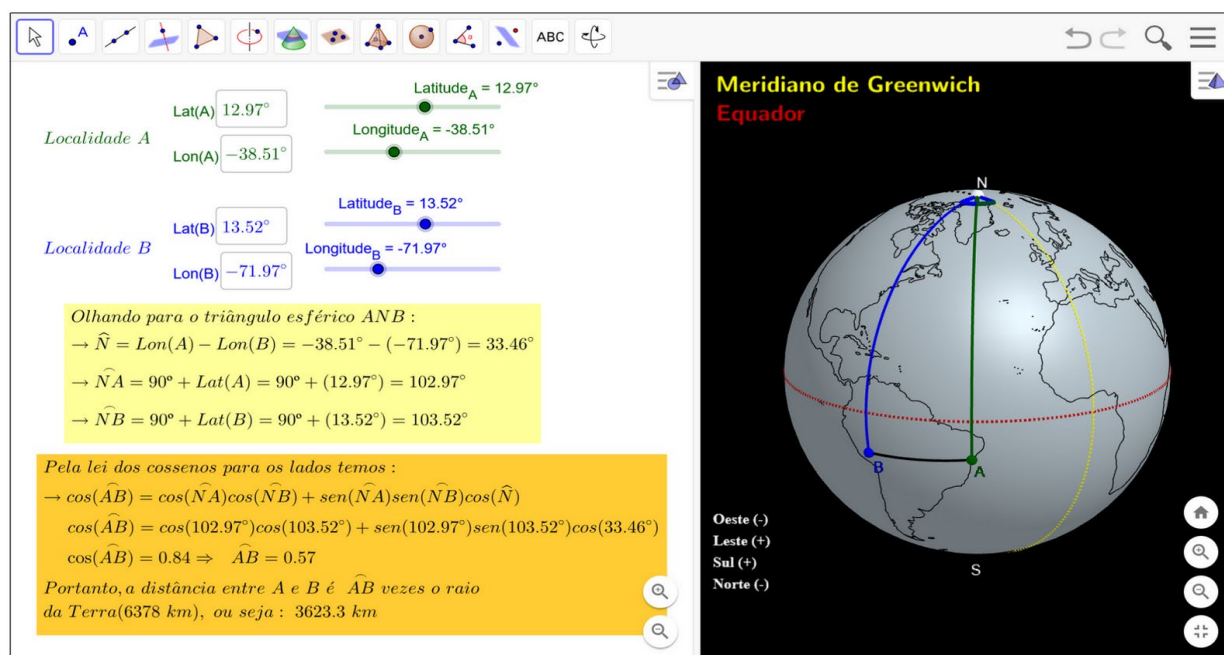 A
ABC
Latitude_A = 12.97°
Lat(A) 12.97°
Localidade A
Longitude_A = -38.51°
Lon(A) −38.51°
Latitude_B = 13.52°
Lat(B) 13.52°
Localidade B
Longitude_B = -71.97°
Lon(B) −71.97°
Olhando para o triângulo esférico ANB :
→ N̂ = Lon(A) − Lon(B) = −38.51° − (−71.97°) = 33.46°
→ N͡A = 90º + Lat(A) = 90º + (12.97°) = 102.97°
→ N͡B = 90º + Lat(B) = 90º + (13.52°) = 103.52°
Pela lei dos cossenos para os lados temos :
→ cos(A͡B) = cos(N͡A)cos(N͡B) + sen(N͡A)sen(N͡B)cos(N̂)
cos(A͡B) = cos(102.97°)cos(103.52°) + sen(102.97°)sen(103.52°)cos(33.46°)
cos(A͡B) = 0.84 ⇒ A͡B = 0.57
Portanto, a distância entre A e B é A͡B vezes o raio
da Terra(6378 km), ou seja : 3623.3 km
Meridiano de Greenwich
Equador
N
B
A
S
Oeste (-)
Leste (+)
Sul (+)
Norte (-)